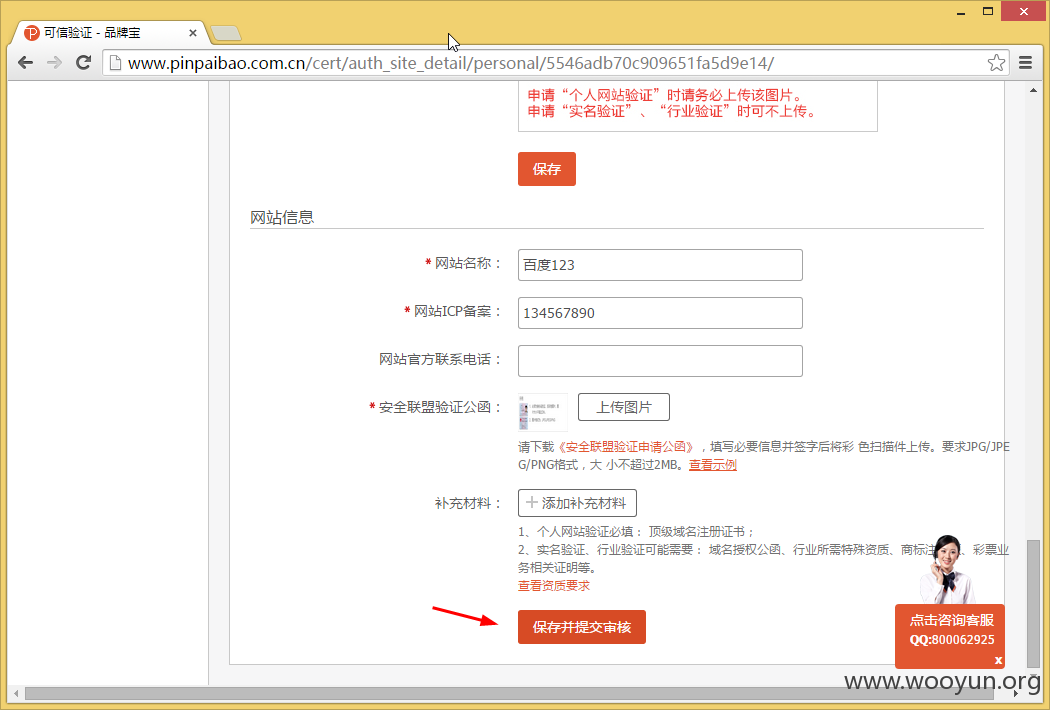 可信验证 - 品牌宝
www.pinpaibao.com.cn/cert/auth_site_detail/personal/5546adb70c909651fa5d9e14/
申请“个人网站验证”时请务必上传该图片。
申请“实名验证”、“行业验证”时可不上传。
保存
网站信息
* 网站名称：
百度123
* 网站ICP备案：
134567890
网站官方联系电话：
* 安全联盟验证公函：
上传图片
请下载《安全联盟验证申请公函》，填写必要信息并签字后将彩 色扫描件上传。要求JPG/JPE
G/PNG格式，大 小不超过2MB。查看示例
补充材料：
添加补充材料
1、个人网站验证必填： 顶级域名注册证书；
2、实名验证、行业验证可能需要： 域名授权公函、行业所需特殊资质、商标注 、彩票业
务相关证明等。
查看资质要求
保存并提交审核
点击咨询客服
QQ:800062925
x
www.wooyun.org